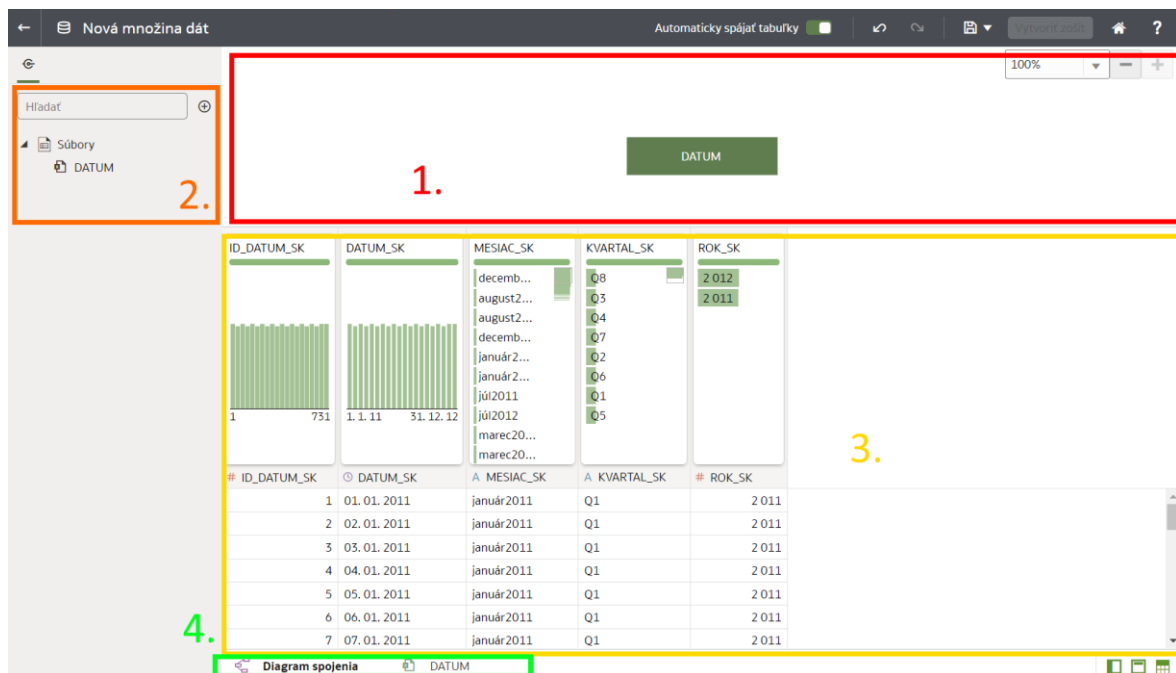 Nová množina dát
Automaticky spájať tabuľky
Vytvoriť zošit
?
100%
1.
DATUM
Hľadať
Súbory
DATUM
2.
ID_DATUM_SK DATUM_SK MESIAC_SK KVARTAL_SK ROK_SK
decemb...
august2...
august2...
decemb...
január2...
január2...
júl2011
júl2012
marec20...
marec20...
Q8
Q3
Q4
Q7
Q2
Q6
Q1
Q5
2 012
2 011
1 731
1. 1. 11 31. 12. 12
3.
# ID_DATUM_SK DATUM_SK A MESIAC_SK A KVARTAL_SK # ROK_SK
1 01. 01. 2011 január2011 Q1 2 011
2 02. 01. 2011 január2011 Q1 2 011
3 03. 01. 2011 január2011 Q1 2 011
4 04. 01. 2011 január2011 Q1 2 011
5 05. 01. 2011 január2011 Q1 2 011
6 06. 01. 2011 január2011 Q1 2 011
7 07. 01. 2011 január2011 Q1 2 011
4.
Diagram spojenia DATUM